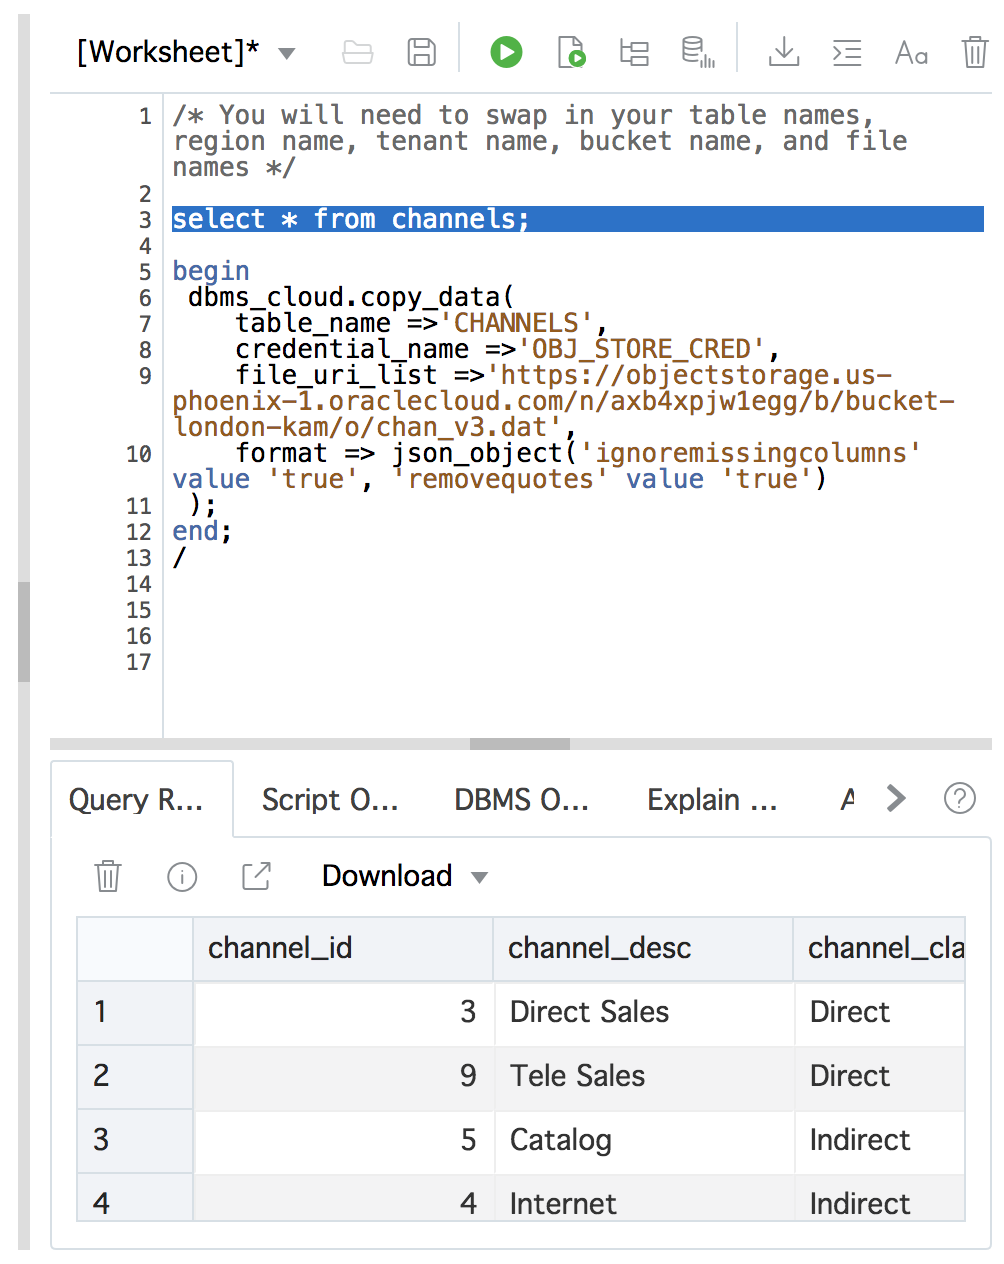 [Worksheet]*
Aa
1 /* You will need to swap in your table names,
region name, tenant name, bucket name, and file
names */
2
3 select * from channels;
4
5 begin
6 dbms_cloud.copy_data(
7 table_name =>'CHANNELS',
8 credential_name =>'OBJ_STORE_CRED',
9 file_uri_list =>'https://objectstorage.us-
phoenix-1.oraclecloud.com/n/axb4xpjw1egg/b/bucket-
london-kam/o/chan_v3.dat',
10 format => json_object('ignoremissingcolumns'
value 'true', 'removequotes' value 'true')
11 );
12 end;
13 /
14
15
16
17
Query R... Script O... DBMS O... Explain ... A
Download
channel_id channel_desc channel_cla
1 3 Direct Sales Direct
2 9 Tele Sales Direct
3 5 Catalog Indirect
4 4 Internet Indirect